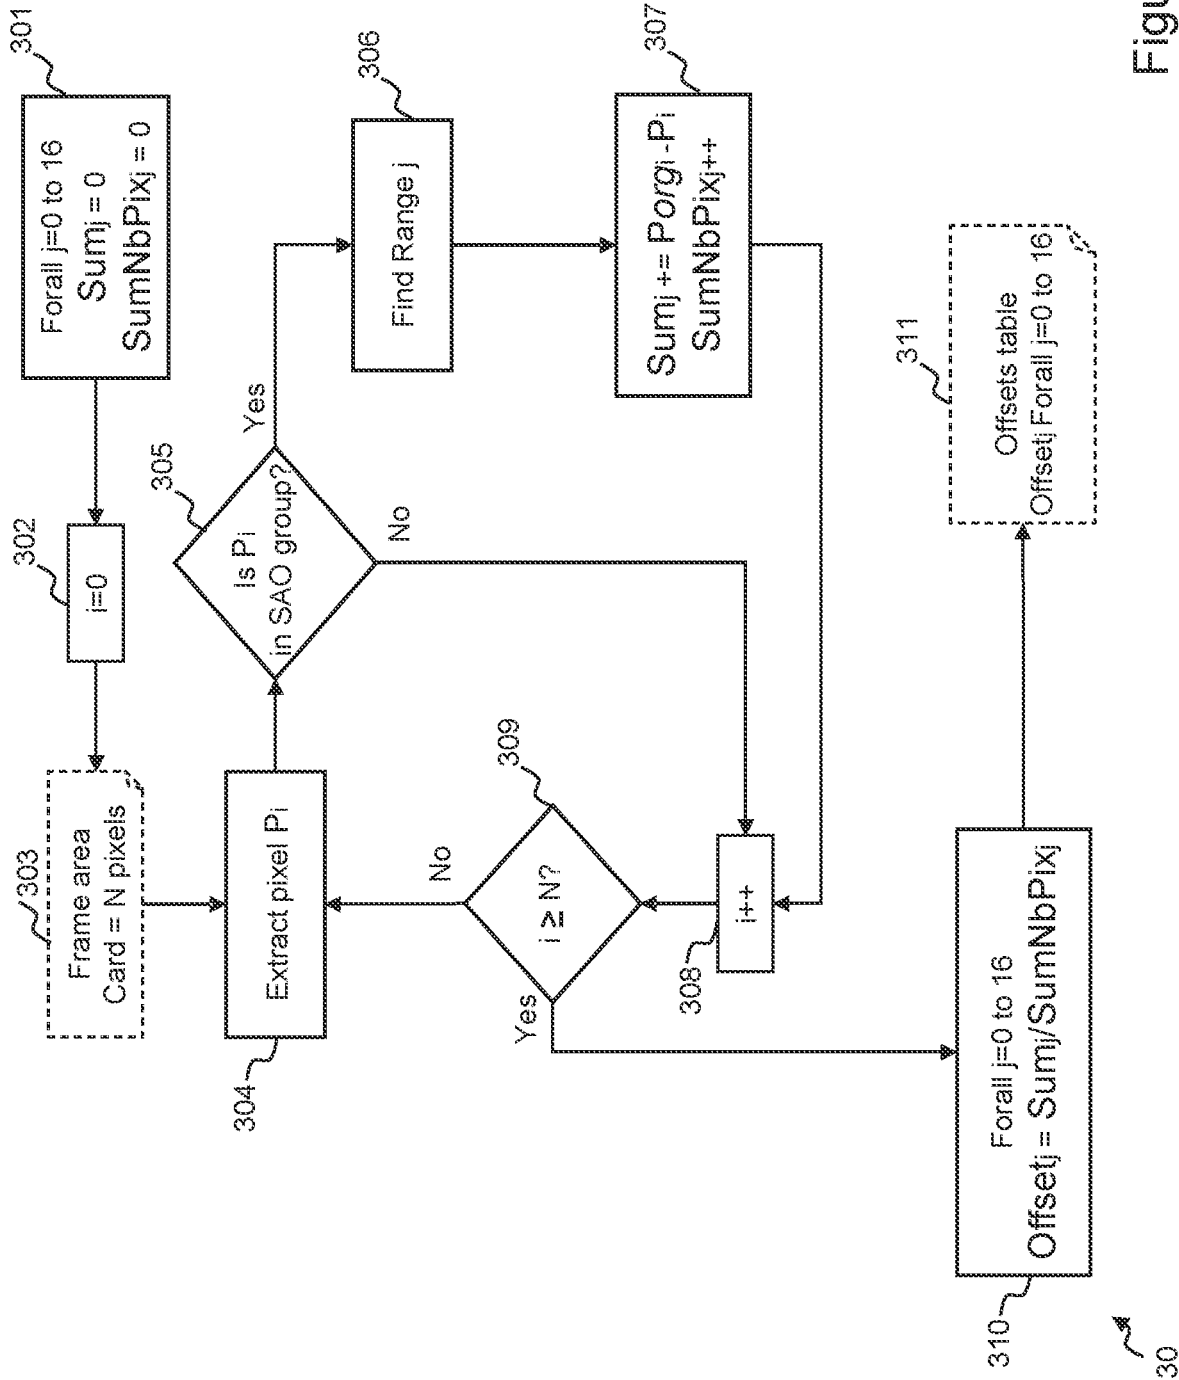 301
Forall j=0 to 16
Sumj = 0
SumNbPixj = 0
302
i=0
303
Frame area
Card = N pixels
304
Extract pixel Pi
305
Is Pi
in SAO group?
Yes
No
306
Find Range j
307
Sumj += Porgi -Pi
SumNbPixj++
308
i++
309
i ≥ N?
No
Yes
310
Forall j=0 to 16
Offsetj = Sumj/SumNbPixj
311
Offsets table
Offsetj Forall j=0 to 16
30
Figu